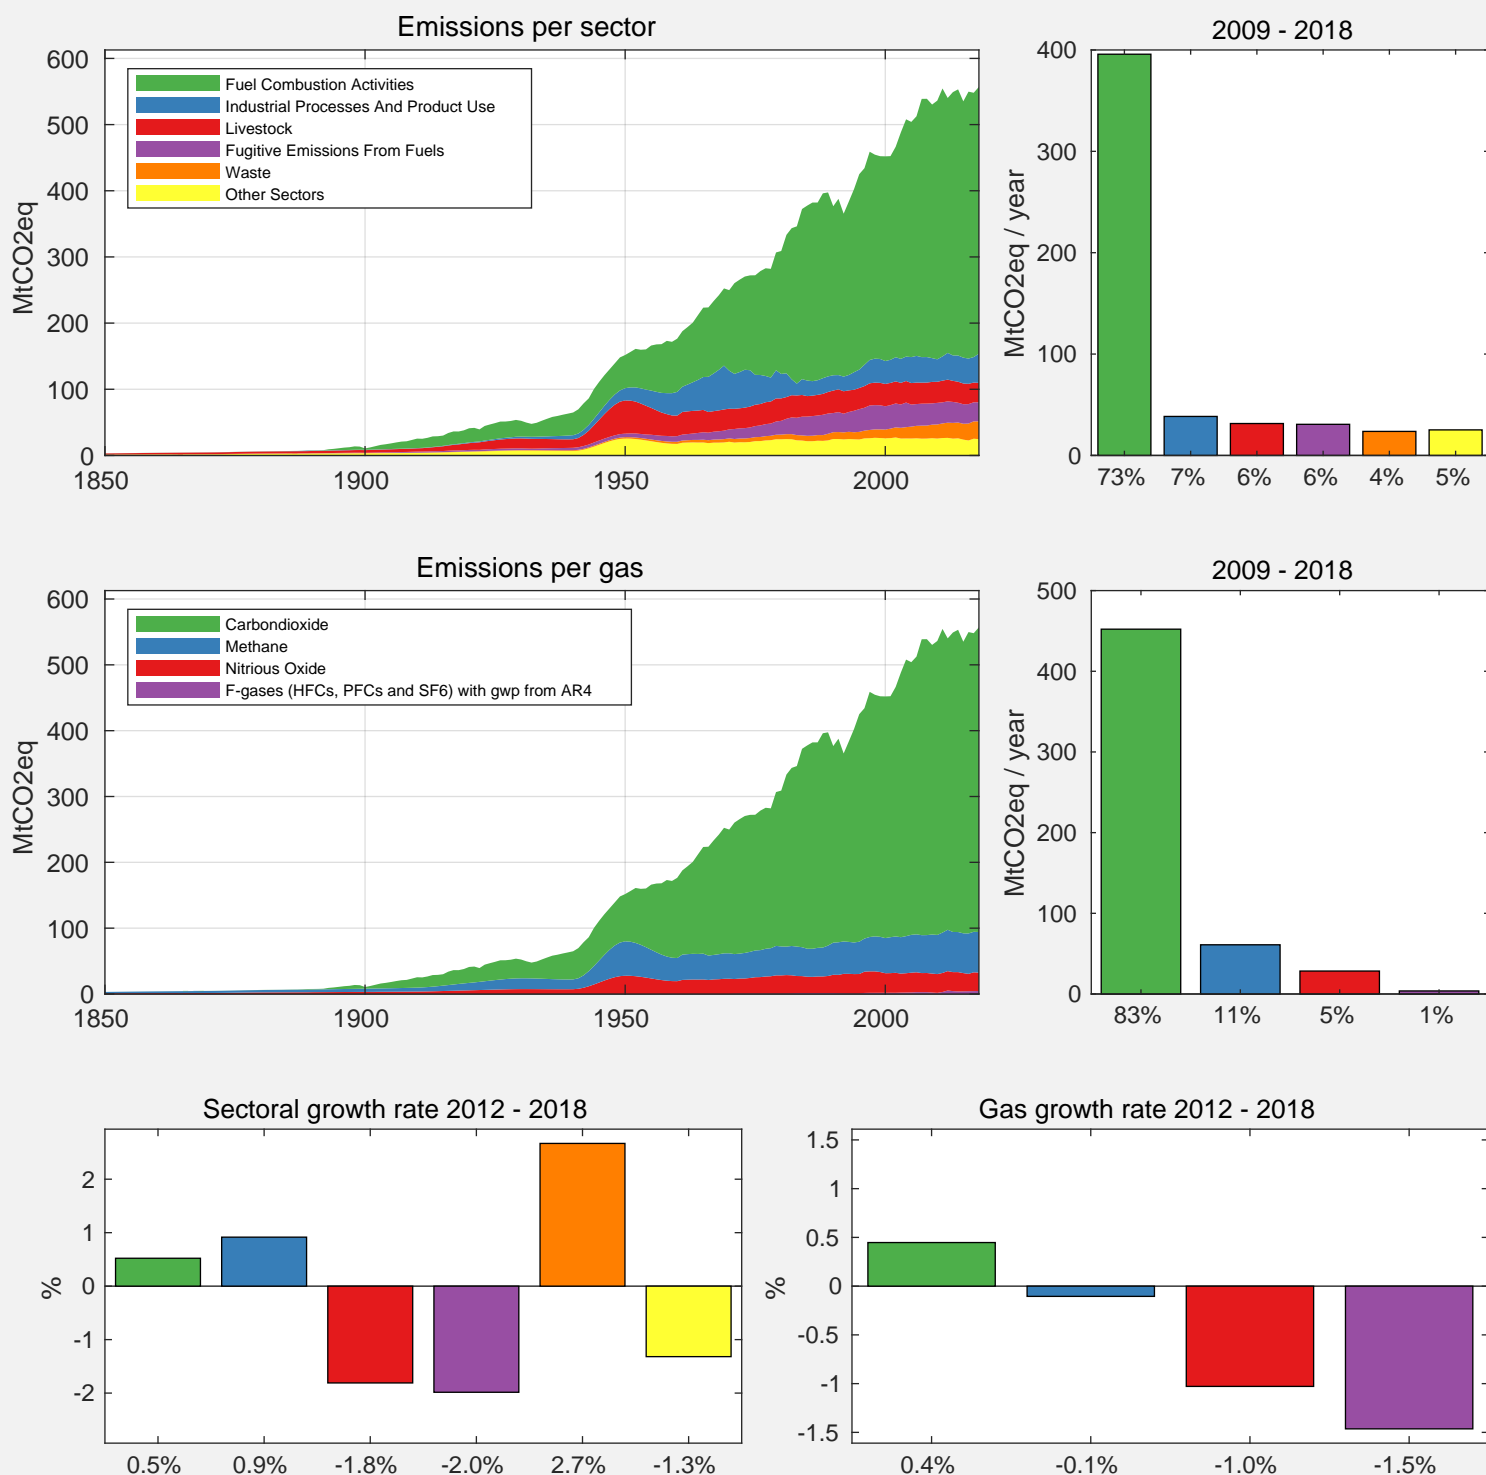 Emissions per sector
600
500
400
300
200
100
0
MtCO2eq
Fuel Combustion Activities
Industrial Processes And Product Use
Livestock
Fugitive Emissions From Fuels
Waste
Other Sectors
1850 1900 1950 2000
2009 - 2018
400
300
200
100
0
MtCO2eq / year
73% 7% 6% 6% 4% 5%
Emissions per gas
600
500
400
300
200
100
0
MtCO2eq
Carbondioxide
Methane
Nitrious Oxide
F-gases (HFCs, PFCs and SF6) with gwp from AR4
1850 1900 1950 2000
2009 - 2018
500
400
300
200
100
0
MtCO2eq / year
83% 11% 5% 1%
Sectoral growth rate 2012 - 2018
2
1
0
-1
-2
%
0.5% 0.9% -1.8% -2.0% 2.7% -1.3%
Gas growth rate 2012 - 2018
1.5
1
0.5
0
-0.5
-1
-1.5
%
0.4% -0.1% -1.0% -1.5%